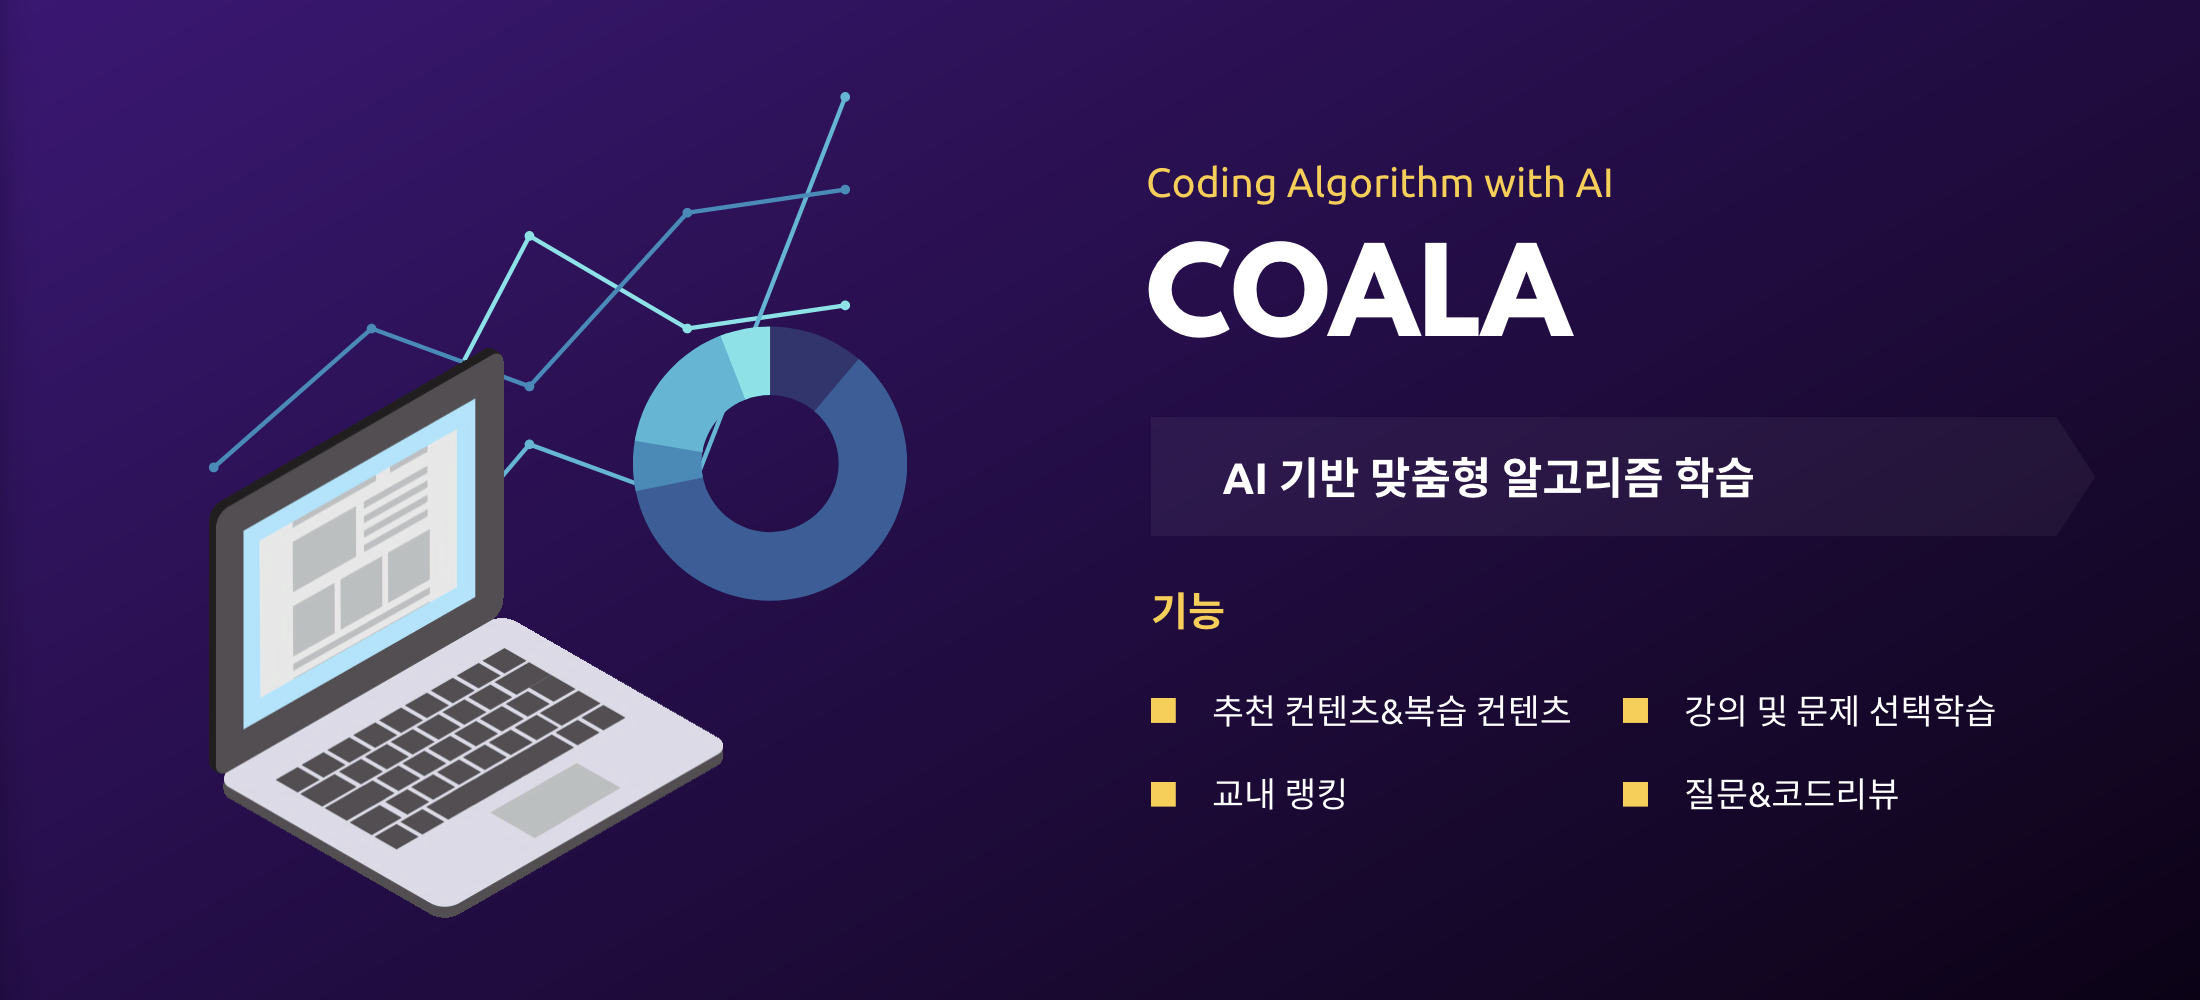 Coding Algorithm with AI
COALA
AI 기반 맞춤형 알고리즘 학습
기능
추천 컨텐츠&복습 컨텐츠
강의 및 문제 선택학습
교내 랭킹
질문&코드리뷰